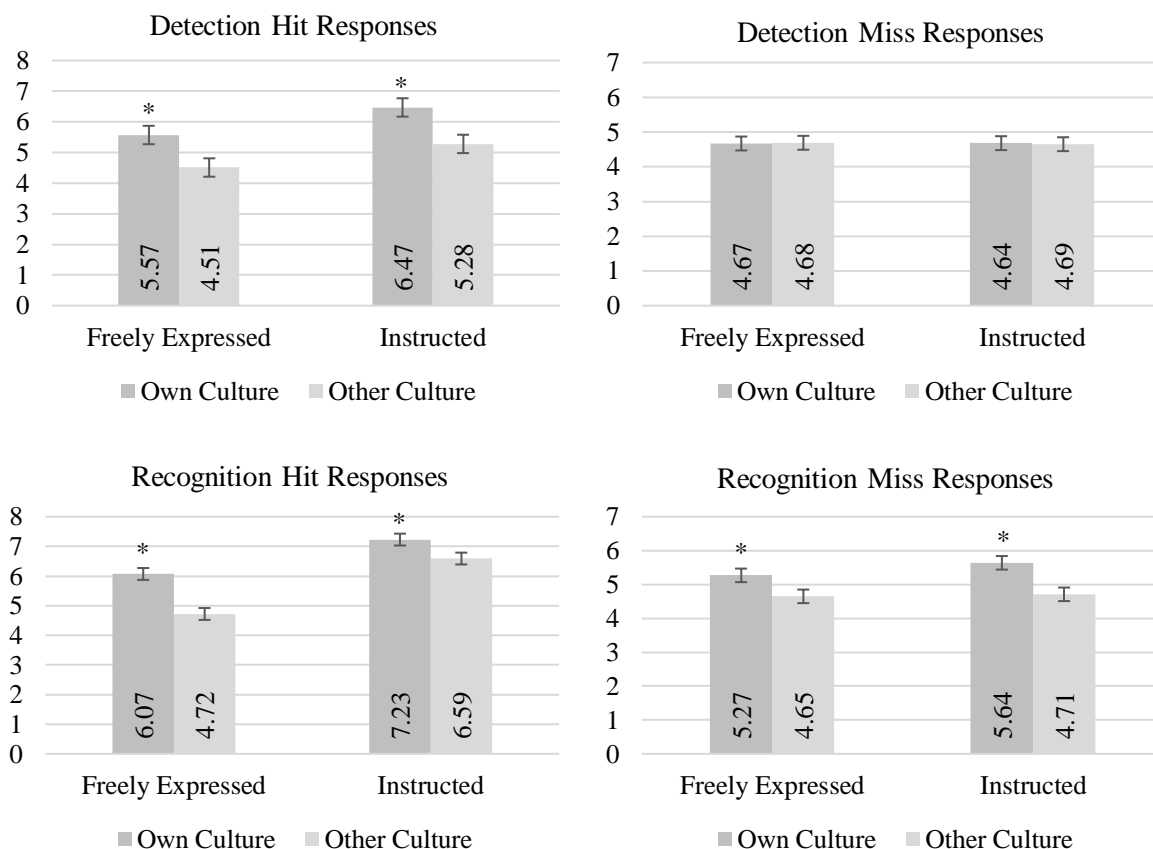 Detection Hit Responses
8
7
6
5
4
3
2
1
0
*
*
5.57
4.51
6.47
5.28
Freely Expressed
Instructed
Own Culture
Other Culture
Detection Miss Responses
7
6
5
4
3
2
1
0
4.67
4.68
4.64
4.69
Freely Expressed
Instructed
Own Culture
Other Culture
Recognition Hit Responses
8
7
6
5
4
3
2
1
0
*
*
6.07
4.72
7.23
6.59
Freely Expressed
Instructed
Own Culture
Other Culture
Recognition Miss Responses
7
6
5
4
3
2
1
0
*
*
5.27
4.65
5.64
4.71
Freely Expressed
Instructed
Own Culture
Other Culture